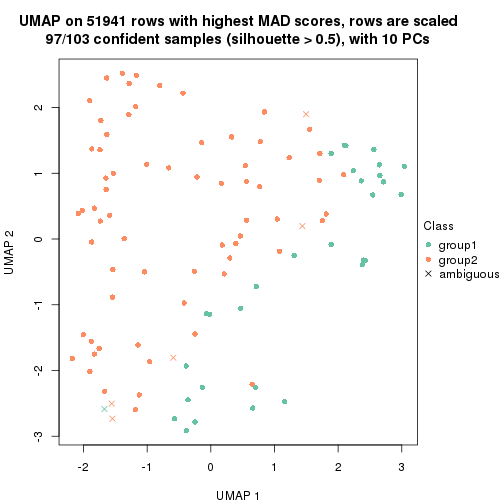 UMAP on 51941 rows with highest MAD scores, rows are scaled
97/103 confident samples (silhouette > 0.5), with 10 PCs
2
1
0
-1
-2
-3
UMAP 2
-2
-1
0
1
2
3
UMAP 1
Class
group1
group2
ambiguous